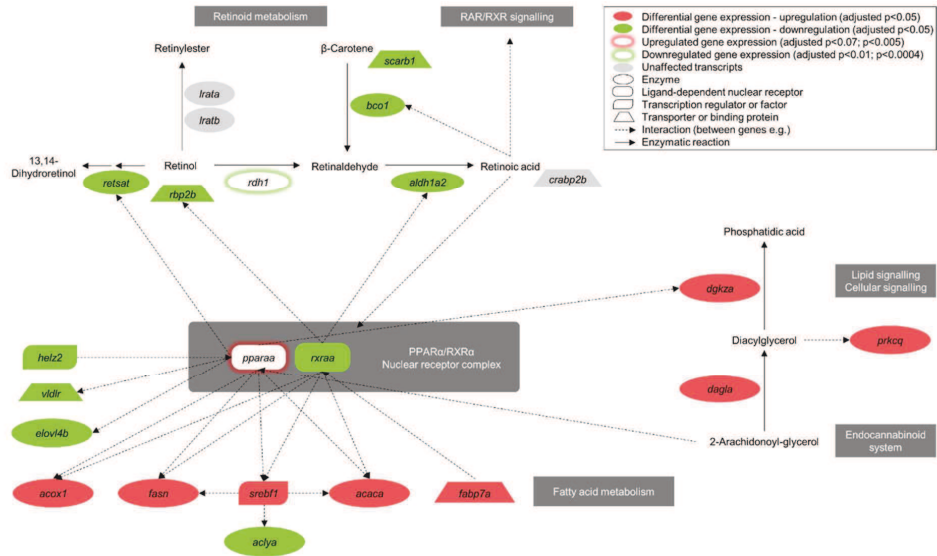 Retinoid metabolism
RAR/RXR signalling
Differential gene expression - upregulation (adjusted p<0.05)
Differential gene expression - downregulation (adjusted p<0.05)
Upregulated gene expression (adjusted p<0.07; p<0.005)
Downregulated gene expression (adjusted p<0.01; p<0.0004)
Unaffected transcripts
Enzyme
Ligand-dependent nuclear receptor
Transcription regulator or factor
Transporter or binding protein
Interaction (between genes e.g.)
Enzymatic reaction
Retinylester
β-Carotene
scarb1
lrata
lratb
bco1
13,14-
Dihydroretinol
Retinol
Retinaldehyde
Retinoic acid
retsat
rbp2b
rdh1
aldh1a2
crabp2b
Phosphatidic acid
dgkza
Lipid signalling
Cellular signalling
helz2
pparaa
rxraa
PPARα/RXRα
Nuclear receptor complex
Diacylglycerol
prkcq
vldlr
dagla
elovl4b
2-Arachidonoyl-glycerol
Endocannabinoid
system
acox1
fasn
srebf1
acaca
fabp7a
Fatty acid metabolism
aclya